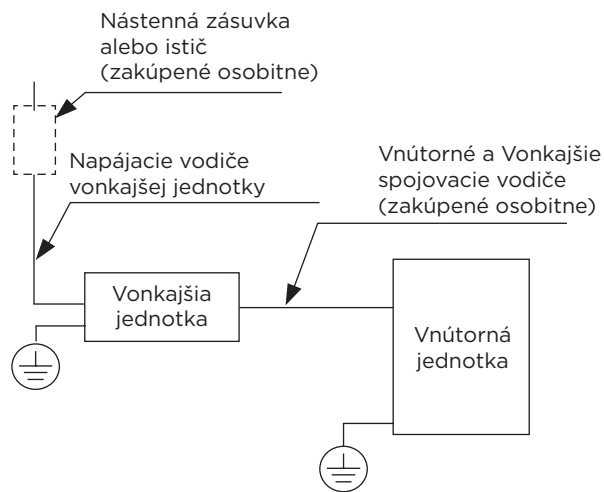 Nástenná zásuvka
alebo istič
(zakúpené osobitne)
Napájacie vodiče
vonkajšej jednotky
Vnútorné a Vonkajšie
spojovacie vodiče
(zakúpené osobitne)
Vonkajšia
jednotka
Vnútorná
jednotka